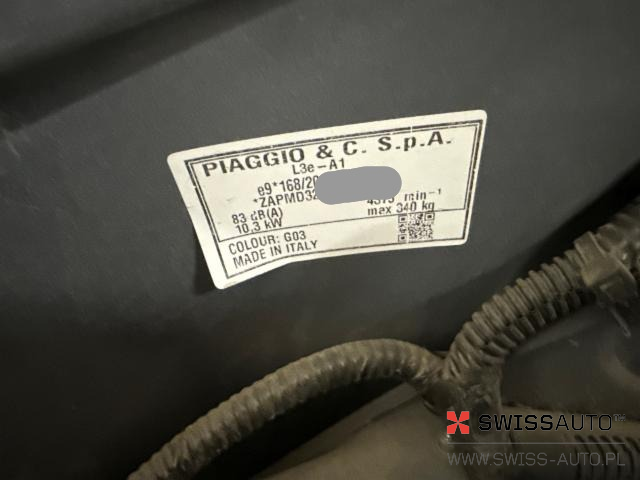 PIAGGIO & C. S.p.A.
L3e-A1
e9*168/20
*ZAPMD32
83 dB(A) 4375 min⁻¹
10,3 kW max 340 kg
COLOUR: G03
MADE IN ITALY
SWISSAUTO
WWW.SWISS-AUTO.PL